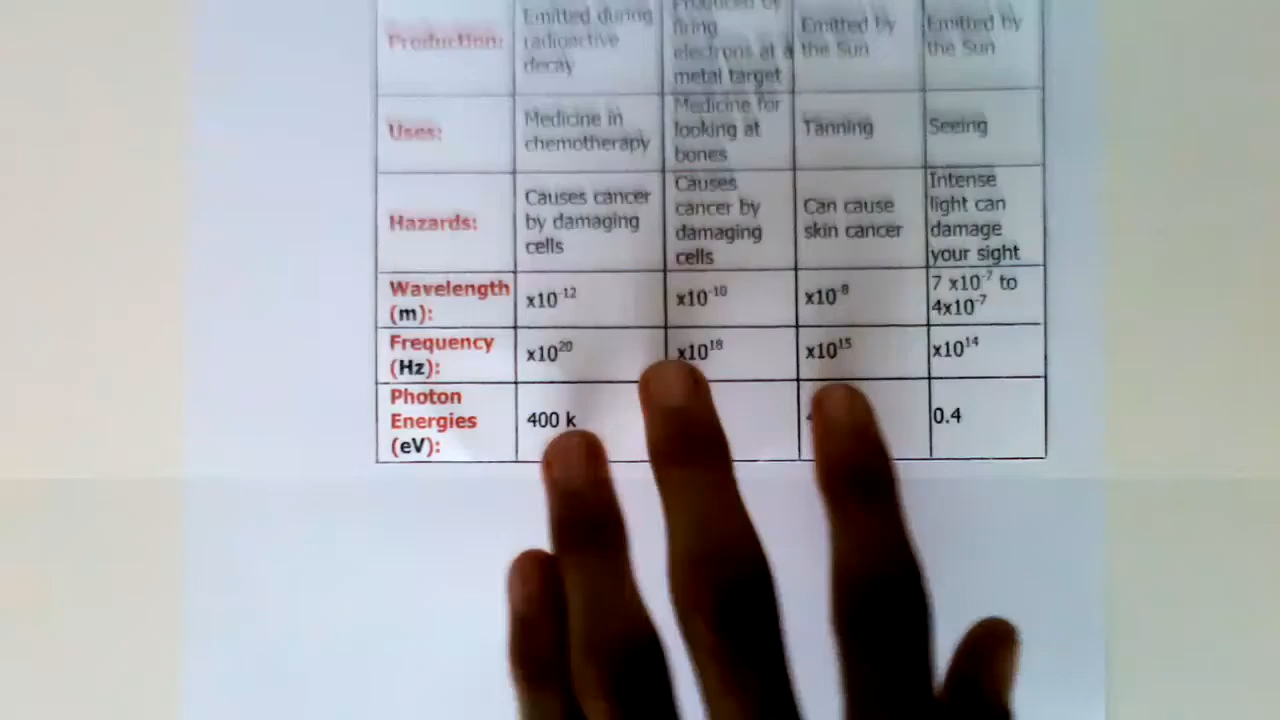 Production:
Emitted during
radioactive
decay
Produced by
firing
electrons at a
metal target
Emitted by
the Sun
Emitted by
the Sun
Uses:
Medicine in
chemotherapy
Medicine for
looking at
bones
Tanning
Seeing
Hazards:
Causes cancer
by damaging
cells
Causes
cancer by
damaging
cells
Can cause
skin cancer
Intense
light can
damage
your sight
Wavelength
(m):
x10⁻¹²
x10⁻¹⁰
x10⁻⁸
7 x10⁻⁷ to
4x10⁻⁷
Frequency
(Hz):
x10²⁰
x10¹⁸
x10¹⁵
x10¹⁴
Photon
Energies
(eV):
400 k
0.4